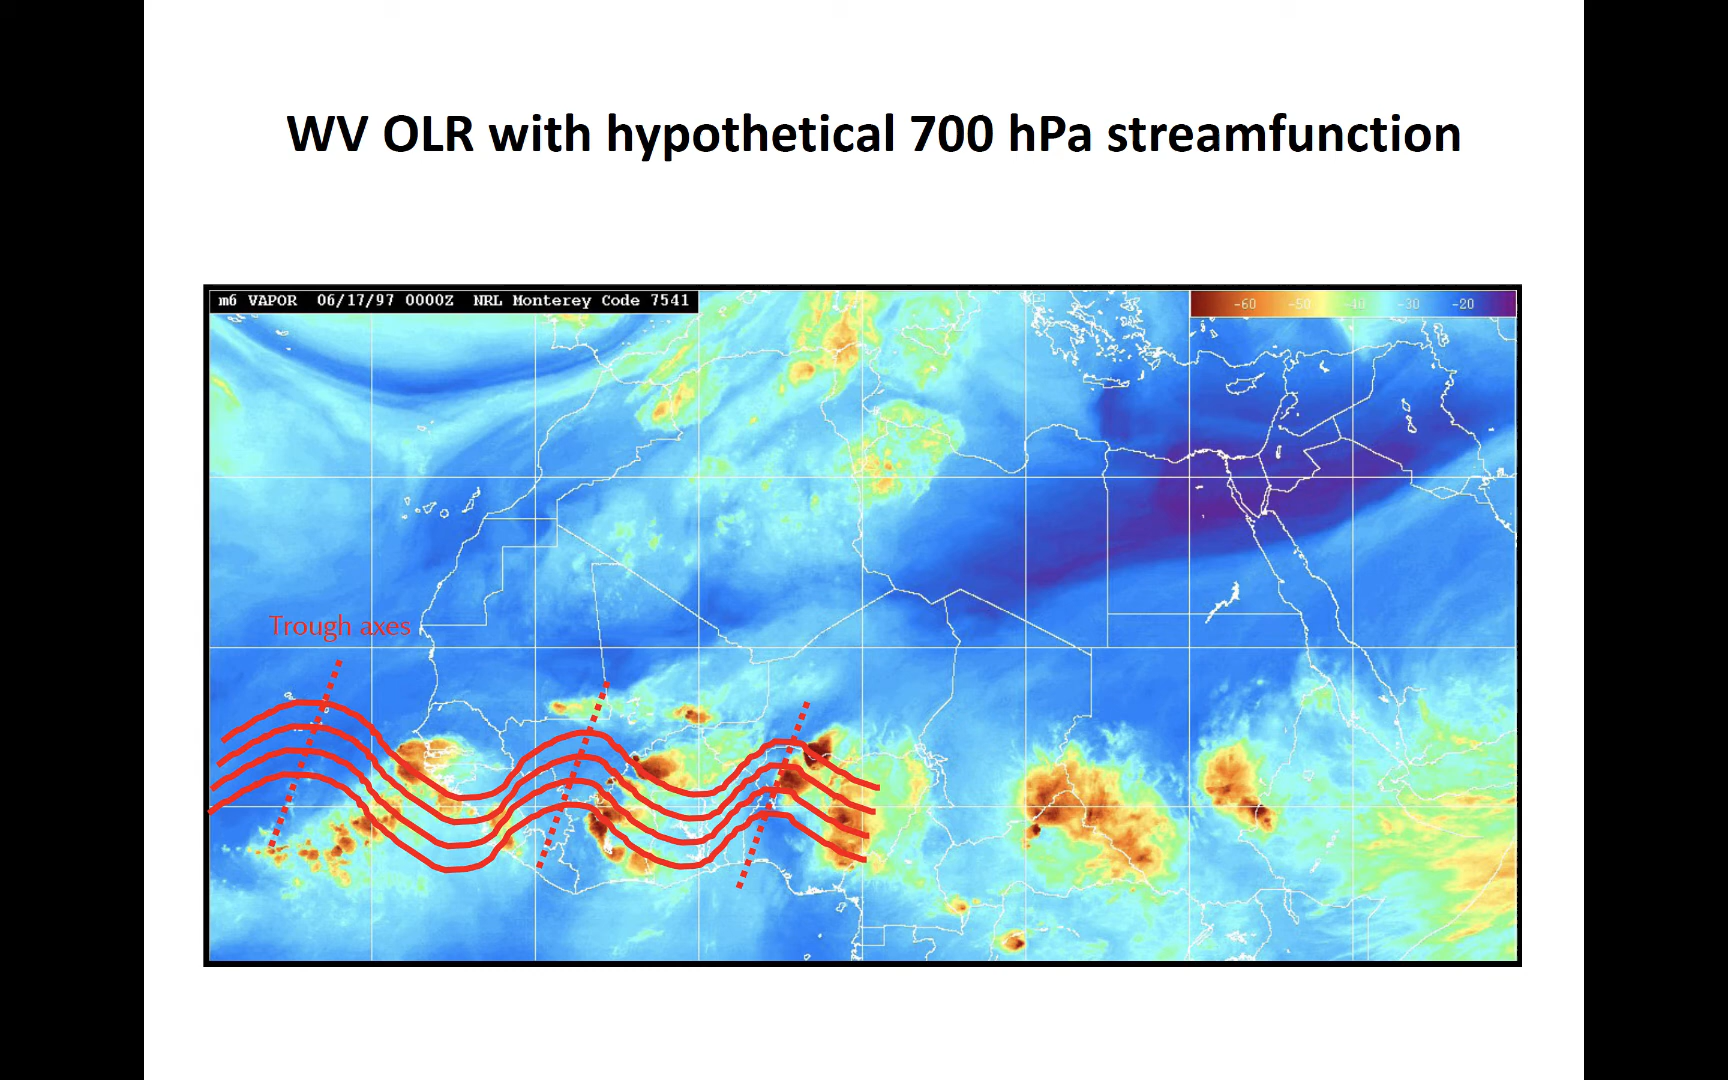 WV OLR with hypothetical 700 hPa streamfunction
m6 VAPOR 06/17/97 0000Z NRL Monterey Code 7541
-60 -50 -40 -30 -20
Trough axes